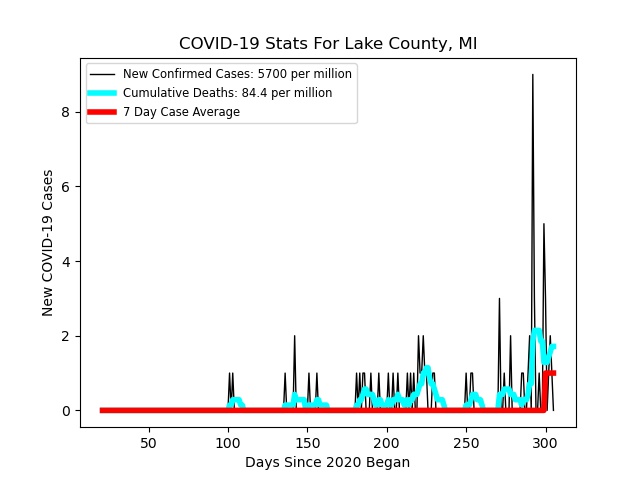 COVID-19 Stats For Lake County, MI
New Confirmed Cases: 5700 per million
Cumulative Deaths: 84.4 per million
7 Day Case Average
New COVID-19 Cases
8
6
4
2
0
50 100 150 200 250 300
Days Since 2020 Began